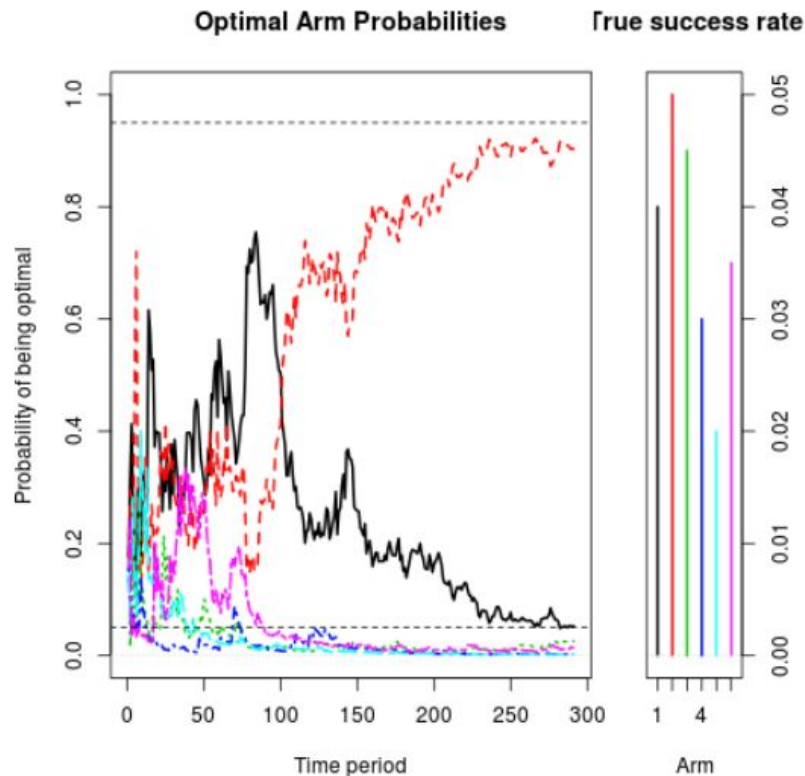 Optimal Arm Probabilities
True success rate
Probability of being optimal
1.0
0.8
0.6
0.4
0.2
0.0
0 50 100 150 200 250 300
Time period
0.05
0.04
0.03
0.02
0.01
0.00
1 4
Arm